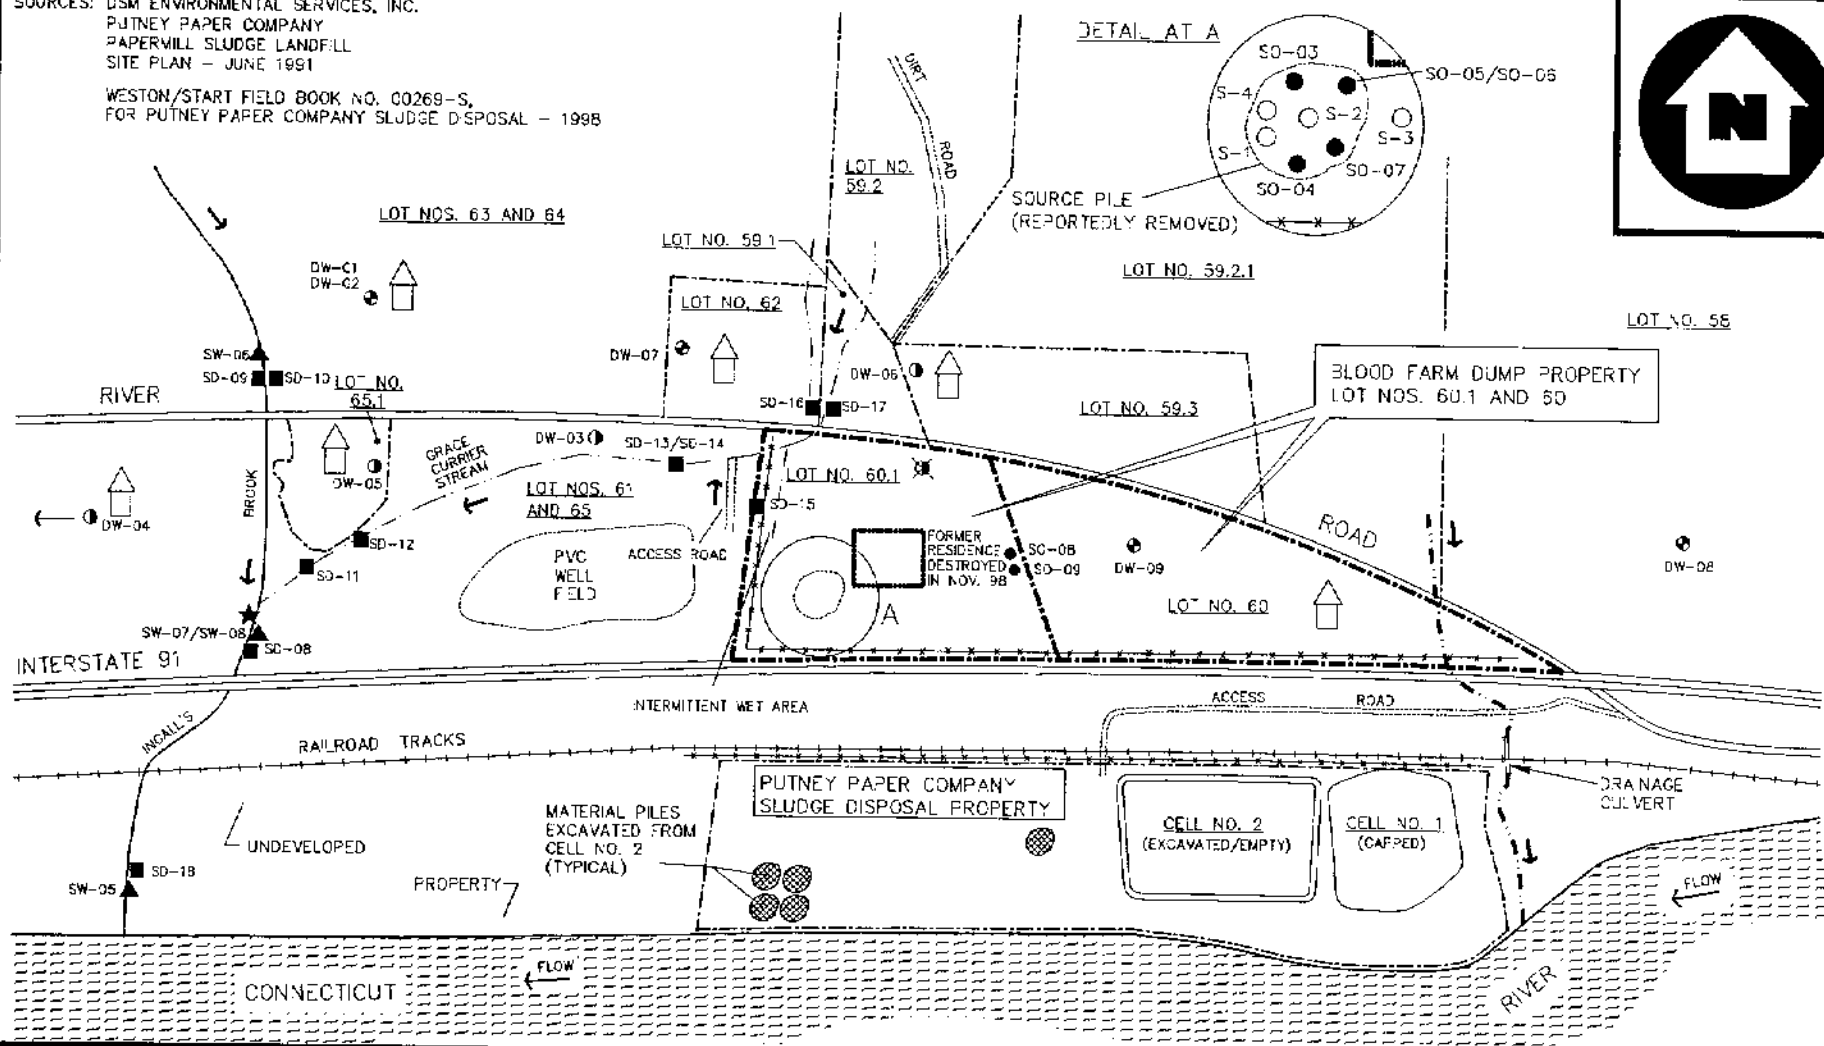 SOURCES: DSM ENVIRONMENTAL SERVICES, INC.
PUTNEY PAPER COMPANY
PAPERMILL SLUDGE LANDFILL
SITE PLAN – JUNE 1991
WESTON/START FIELD BOOK NO. 00269-S,
FOR PUTNEY PAPER COMPANY SLUDGE DISPOSAL – 1998
DETAIL AT A
SO-03
SO-05/SO-06
S-4
S-2
S-3
S-1
SO-07
SO-04
SOURCE PILE
(REPORTEDLY REMOVED)
N
DIRT
ROAD
LOT NO.
59.2
LOT NOS. 63 AND 64
LOT NO. 59.1
LOT NO. 59.2.1
DW-01
DW-02
LOT NO. 62
LOT NO. 58
SW-06
DW-07
DW-06
BLOOD FARM DUMP PROPERTY
LOT NOS. 60.1 AND 60
SD-09
SD-10
LOT NO.
65.1
RIVER
SD-16
SD-17
LOT NO. 59.3
GRACE
CURRIER
STREAM
DW-03
SD-13/SD-14
LOT NO. 60.1
DW-05
BROOK
LOT NOS. 61
AND 65
SD-15
DW-04
ROAD
SD-12
PVC
WELL
FIELD
ACCESS ROAD
FORMER
RESIDENCE
DESTROYED
IN NOV. 98
SO-08
SO-09
DW-09
DW-08
SD-11
A
LOT NO. 60
SW-07/SW-08
SD-08
INTERSTATE 91
INTERMITTENT WET AREA
ACCESS
ROAD
INGALL'S
RAILROAD TRACKS
PUTNEY PAPER COMPANY
SLUDGE DISPOSAL PROPERTY
DRAINAGE
CULVERT
MATERIAL PILES
EXCAVATED FROM
CELL NO. 2
(TYPICAL)
CELL NO. 2
(EXCAVATED/EMPTY)
CELL NO. 1
(CAPPED)
UNDEVELOPED
PROPERTY
SD-18
SW-05
FLOW
FLOW
CONNECTICUT
RIVER